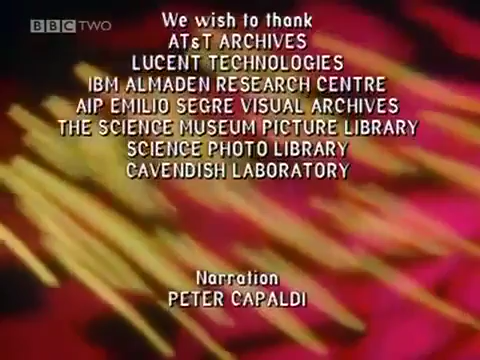 BBC TWO
We wish to thank
AT&T ARCHIVES
LUCENT TECHNOLOGIES
IBM ALMADEN RESEARCH CENTRE
AIP EMILIO SEGRE VISUAL ARCHIVES
THE SCIENCE MUSEUM PICTURE LIBRARY
SCIENCE PHOTO LIBRARY
CAVENDISH LABORATORY
Narration
PETER CAPALDI